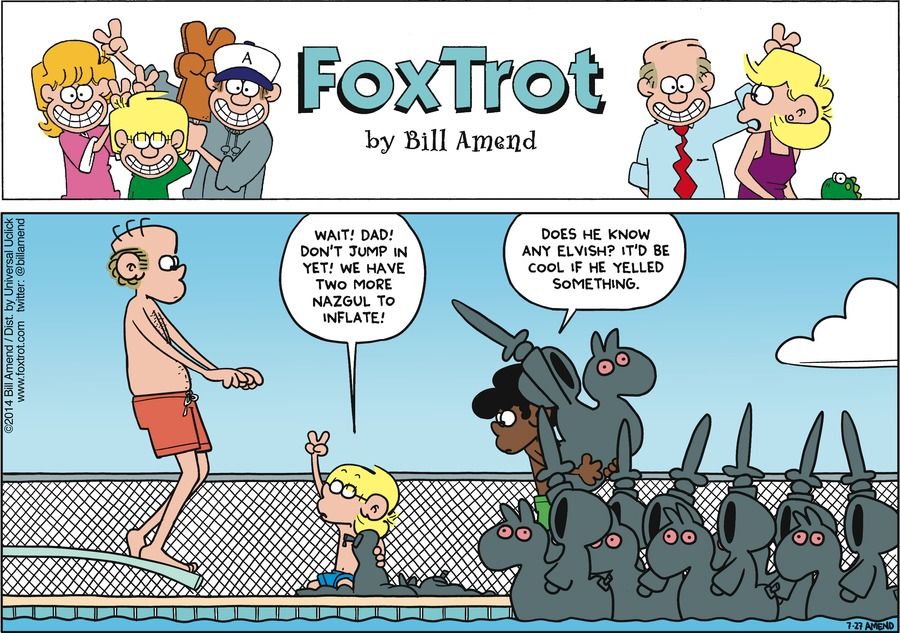 A
FoxTrot
by Bill Amend
©2014 Bill Amend / Dist. by Universal Uclick
www.foxtrot.com twitter: @billamend
WAIT! DAD!
DON'T JUMP IN
YET! WE HAVE
TWO MORE
NAZGUL TO
INFLATE!
DOES HE KNOW
ANY ELVISH? IT'D BE
COOL IF HE YELLED
SOMETHING.
7-27 AMEND